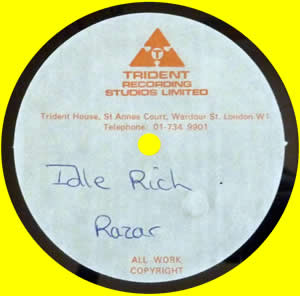 T
TRIDENT
RECORDING
STUDIOS LIMITED
Trident House, St Annes Court, Wardour St. London W1
Telephone: 01-734 9901
Idle Rich .
Razar
ALL WORK
COPYRIGHT